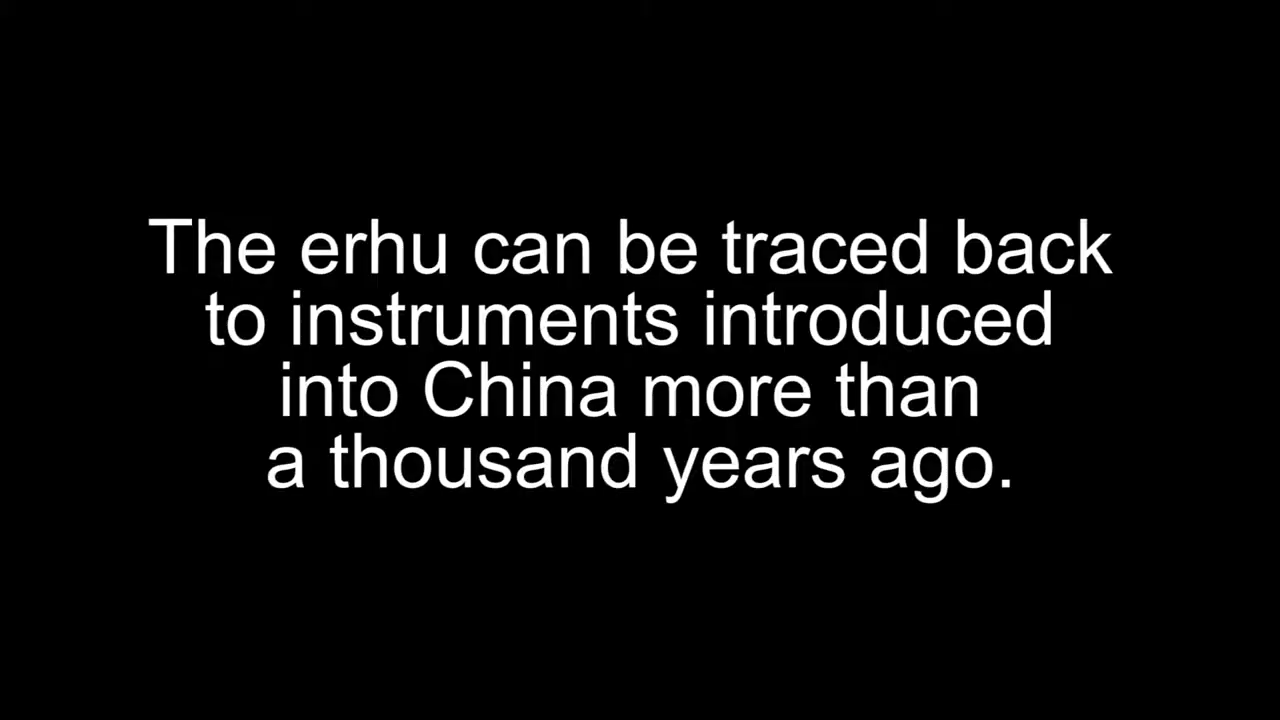 The erhu can be traced back
to instruments introduced
into China more than
a thousand years ago.